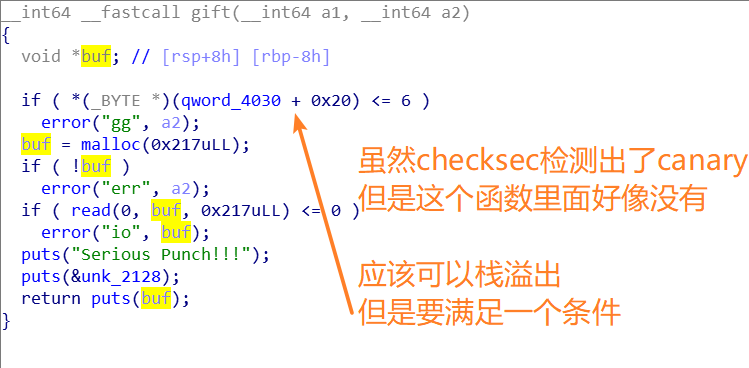 __int64 __fastcall gift(__int64 a1, __int64 a2)
{
void *buf; // [rsp+8h] [rbp-8h]
if ( *(_BYTE *)(qword_4030 + 0x20) <= 6 )
error("gg", a2);
buf = malloc(0x217uLL);
if ( !buf )
error("err", a2);
if ( read(0, buf, 0x217uLL) <= 0 )
error("io", buf);
puts("Serious Punch!!!");
puts(&unk_2128);
return puts(buf);
}
虽然checksec检测出了canary
但是这个函数里面好像没有
应该可以栈溢出
但是要满足一个条件